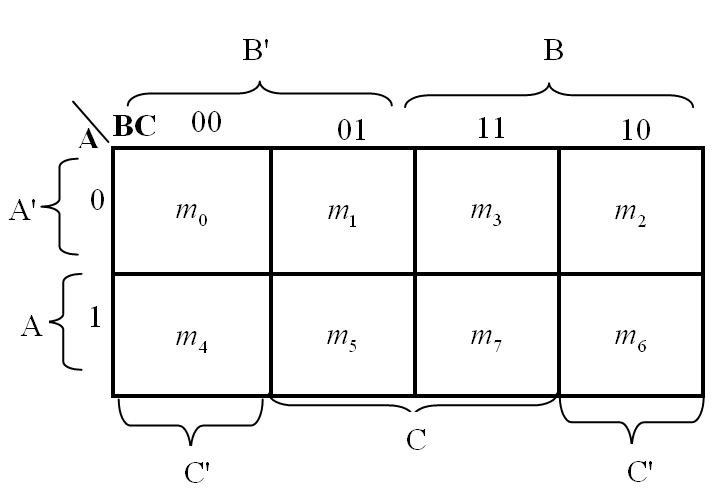 B' B
A BC 00 01 11 10
A' 0 m₀ m₁ m₃ m₂
A 1 m₄ m₅ m₇ m₆
C' C C'